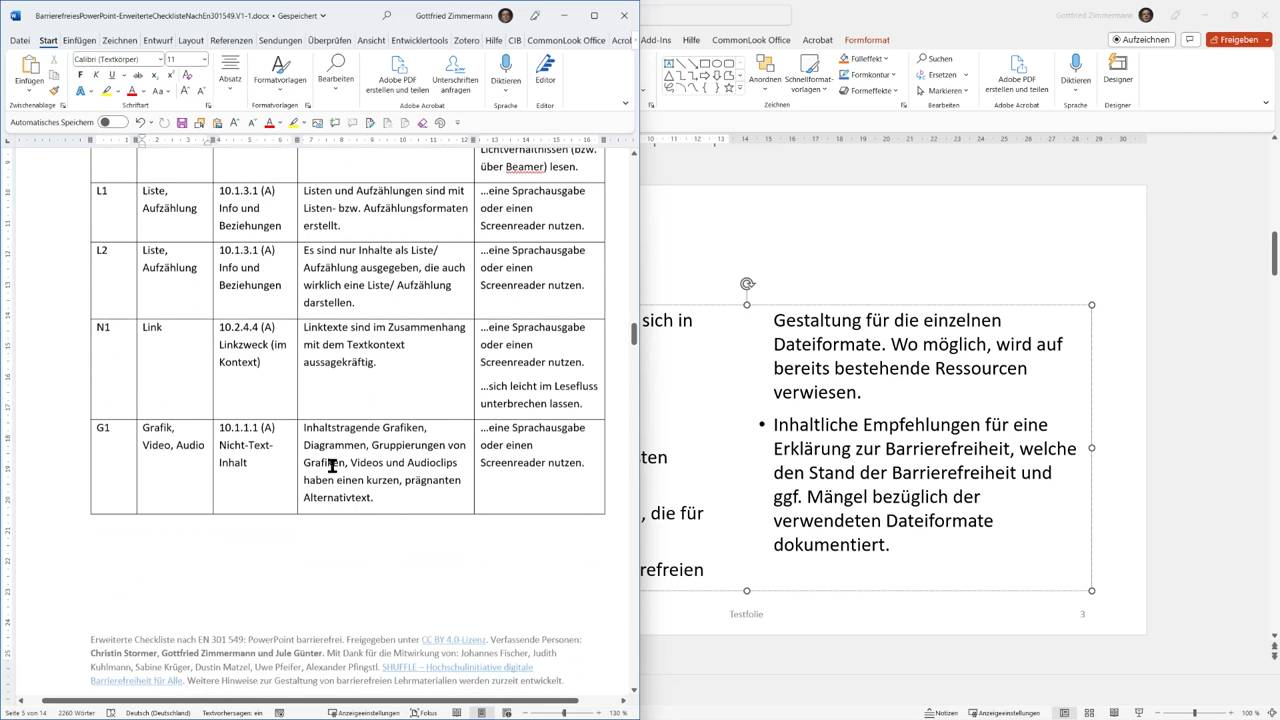 BarrierefreiesPowerPoint-ErweiterteChecklisteNachEn301549.V1-1.docx • Gespeichert
Gottfried Zimmermann
Datei Start Einfügen Zeichnen Entwurf Layout Referenzen Sendungen Überprüfen Ansicht Entwicklertools Zotero Hilfe CIB CommonLook Office Acrol
Calibri (Textkörper) 11
Einfügen
F K U
Absatz
Formatvorlagen
Bearbeiten
Adobe PDF
erstellen und teilen
Unterschriften
anfragen
Diktieren
Editor
Zwischenablage
Schriftart
Formatvorlagen
Adobe Acrobat
Sprache
Editor
Automatisches Speichern
Lichtverhältnissen (bzw.
über Beamer) lesen.
L1
Liste,
Aufzählung
10.1.3.1 (A)
Info und
Beziehungen
Listen und Aufzählungen sind mit
Listen- bzw. Aufzählungsformaten
erstellt.
…eine Sprachausgabe
oder einen
Screenreader nutzen.
L2
Liste,
Aufzählung
10.1.3.1 (A)
Info und
Beziehungen
Es sind nur Inhalte als Liste/
Aufzählung ausgegeben, die auch
wirklich eine Liste/ Aufzählung
darstellen.
…eine Sprachausgabe
oder einen
Screenreader nutzen.
N1
Link
10.2.4.4 (A)
Linkzweck (im
Kontext)
Linktexte sind im Zusammenhang
mit dem Textkontext
aussagekräftig.
…eine Sprachausgabe
oder einen
Screenreader nutzen.
…sich leicht im Lesefluss
unterbrechen lassen.
G1
Grafik,
Video, Audio
10.1.1.1 (A)
Nicht-Text-
Inhalt
Inhaltstragende Grafiken,
Diagrammen, Gruppierungen von
Grafiken, Videos und Audioclips
haben einen kurzen, prägnanten
Alternativtext.
…eine Sprachausgabe
oder einen
Screenreader nutzen.
Erweiterte Checkliste nach EN 301 549: PowerPoint barrierefrei. Freigegeben unter CC BY 4.0-Lizenz. Verfassende Personen:
Christin Stormer, Gottfried Zimmermann und Jule Günter. Mit Dank für die Mitwirkung von: Johannes Fischer, Judith
Kuhlmann, Sabine Krüger, Dustin Matzel, Uwe Pfeifer, Alexander Pfingstl. SHUFFLE – Hochschulinitiative digitale
Barrierefreiheit für Alle. Weitere Hinweise zur Gestaltung von barrierefreien Lehrmaterialien werden zurzeit entwickelt.
Seite 5 von 14 2260 Wörter Deutsch (Deutschland) Textvorhersagen: ein Anzeigeeinstellungen Fokus 130 %
Gottfried Zimmermann
Add-Ins Hilfe CommonLook Office Acrobat Formformat
Aufzeichnen
Freigeben
Anordnen
Schnellformat-
vorlagen
Fülleffekt
Formkontur
Formeffekte
Suchen
Ersetzen
Markieren
Adobe PDF
erstellen und teilen
Diktieren
Designer
Zeichnen
Bearbeiten
Adobe Acrobat
Sprache
Designer
sich in
ten
, die für
refreien
Gestaltung für die einzelnen
Dateiformate. Wo möglich, wird auf
bereits bestehende Ressourcen
verwiesen.
• Inhaltliche Empfehlungen für eine
Erklärung zur Barrierefreiheit, welche
den Stand der Barrierefreiheit und
ggf. Mängel bezüglich der
verwendeten Dateiformate
dokumentiert.
Testfolie
3
Notizen Anzeigeeinstellungen 100 %